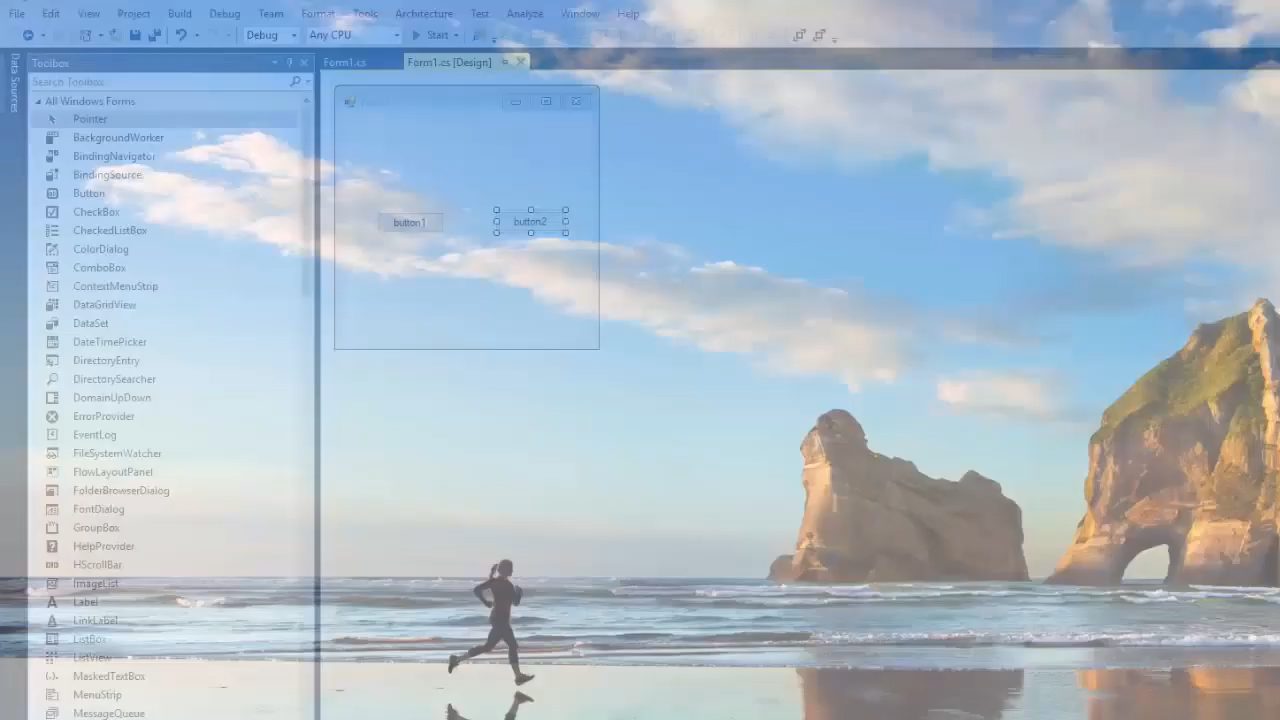 File Edit View Project Build Debug Team Format Tools Architecture Test Analyze Window Help
Debug Any CPU Start
Data Sources
Toolbox
Form1.cs
Form1.cs [Design]
Search Toolbox
All Windows Forms
Pointer
BackgroundWorker
BindingNavigator
BindingSource
Button
CheckBox
CheckedListBox
ColorDialog
ComboBox
ContextMenuStrip
DataGridView
DataSet
DateTimePicker
DirectoryEntry
DirectorySearcher
DomainUpDown
ErrorProvider
EventLog
FileSystemWatcher
FlowLayoutPanel
FolderBrowserDialog
FontDialog
GroupBox
HelpProvider
HScrollBar
ImageList
Label
LinkLabel
ListBox
ListView
MaskedTextBox
MenuStrip
MessageQueue
button1
button2